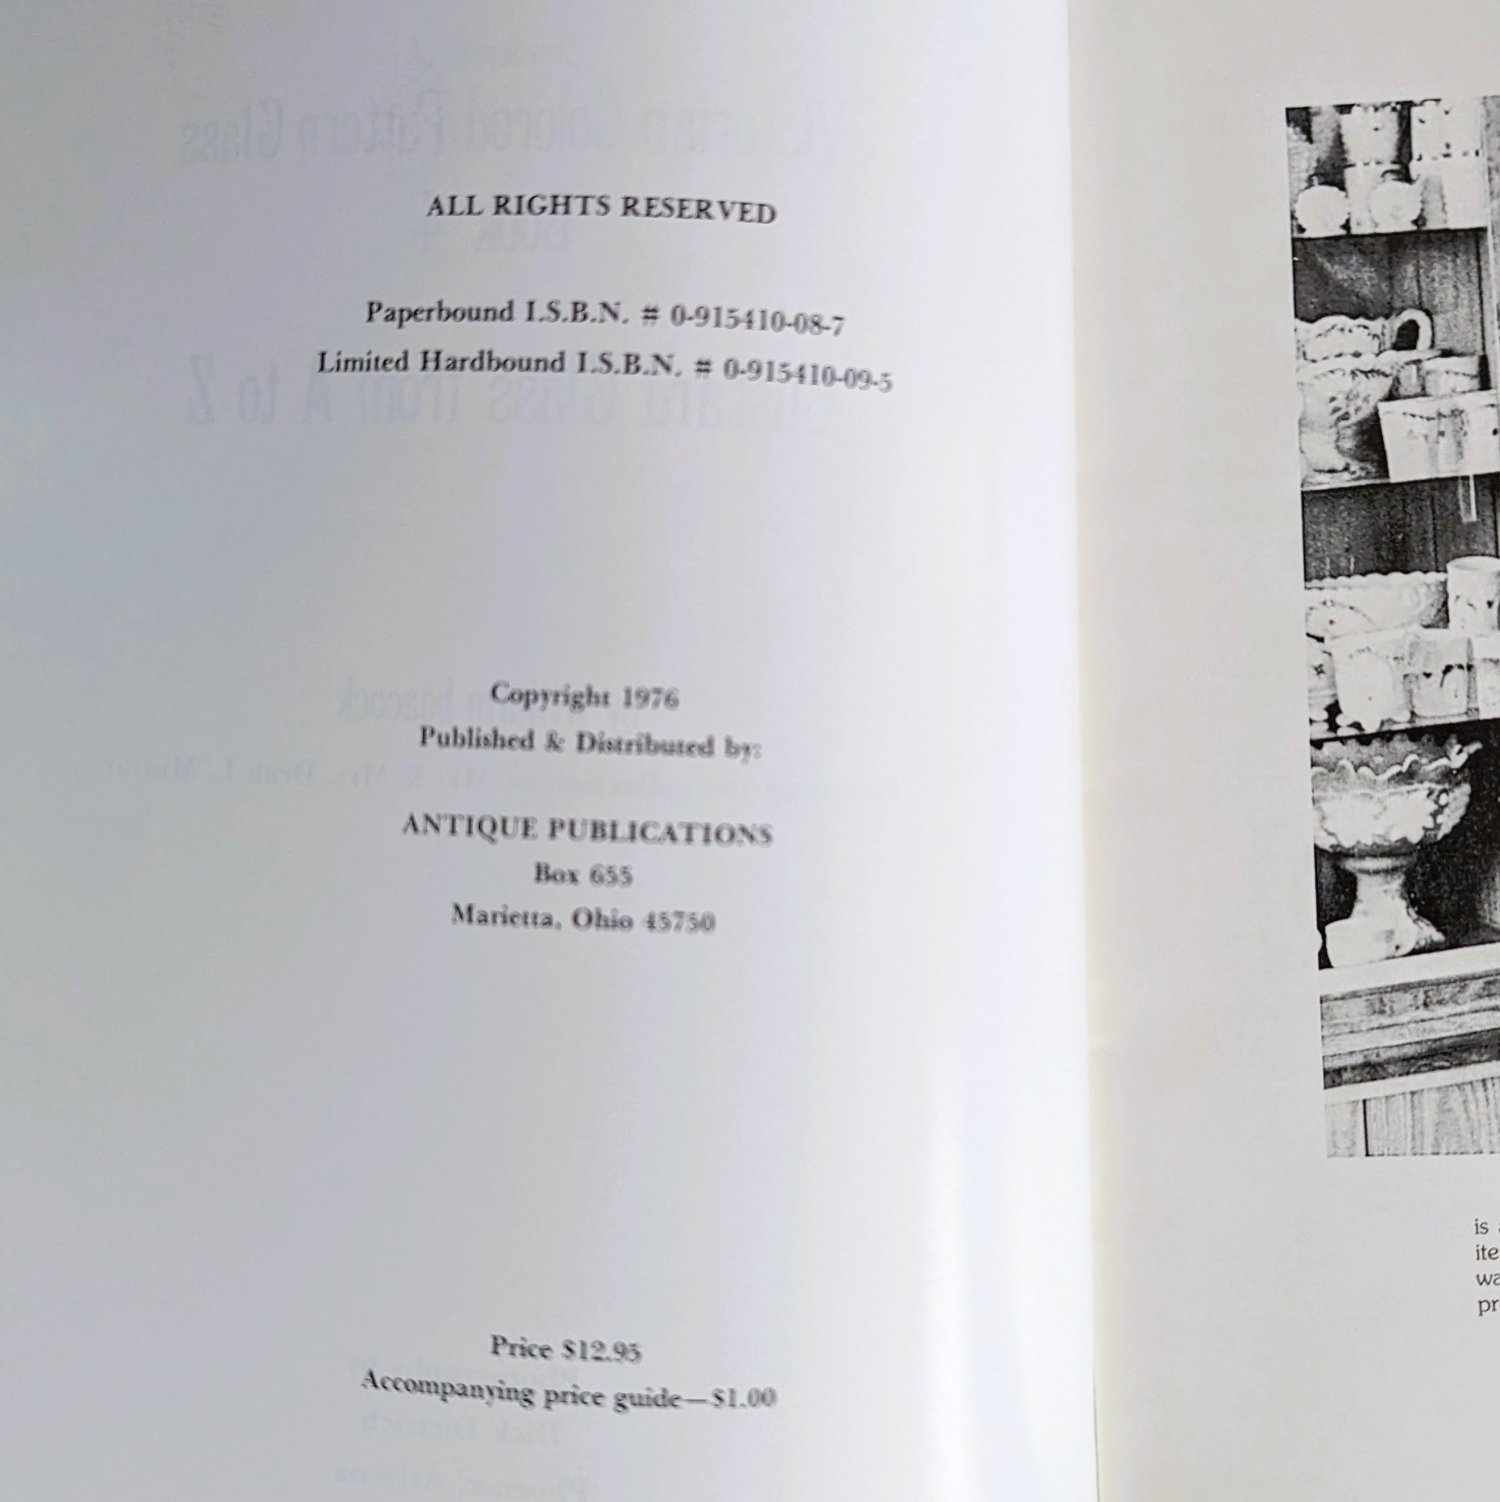 ALL RIGHTS RESERVED
Paperbound I.S.B.N. # 0-915410-08-7
Limited Hardbound I.S.B.N. # 0-915410-09-5
Copyright 1976
Published & Distributed by:
ANTIQUE PUBLICATIONS
Box 655
Marietta, Ohio 45750
Price $12.95
Accompanying price guide—$1.00
is